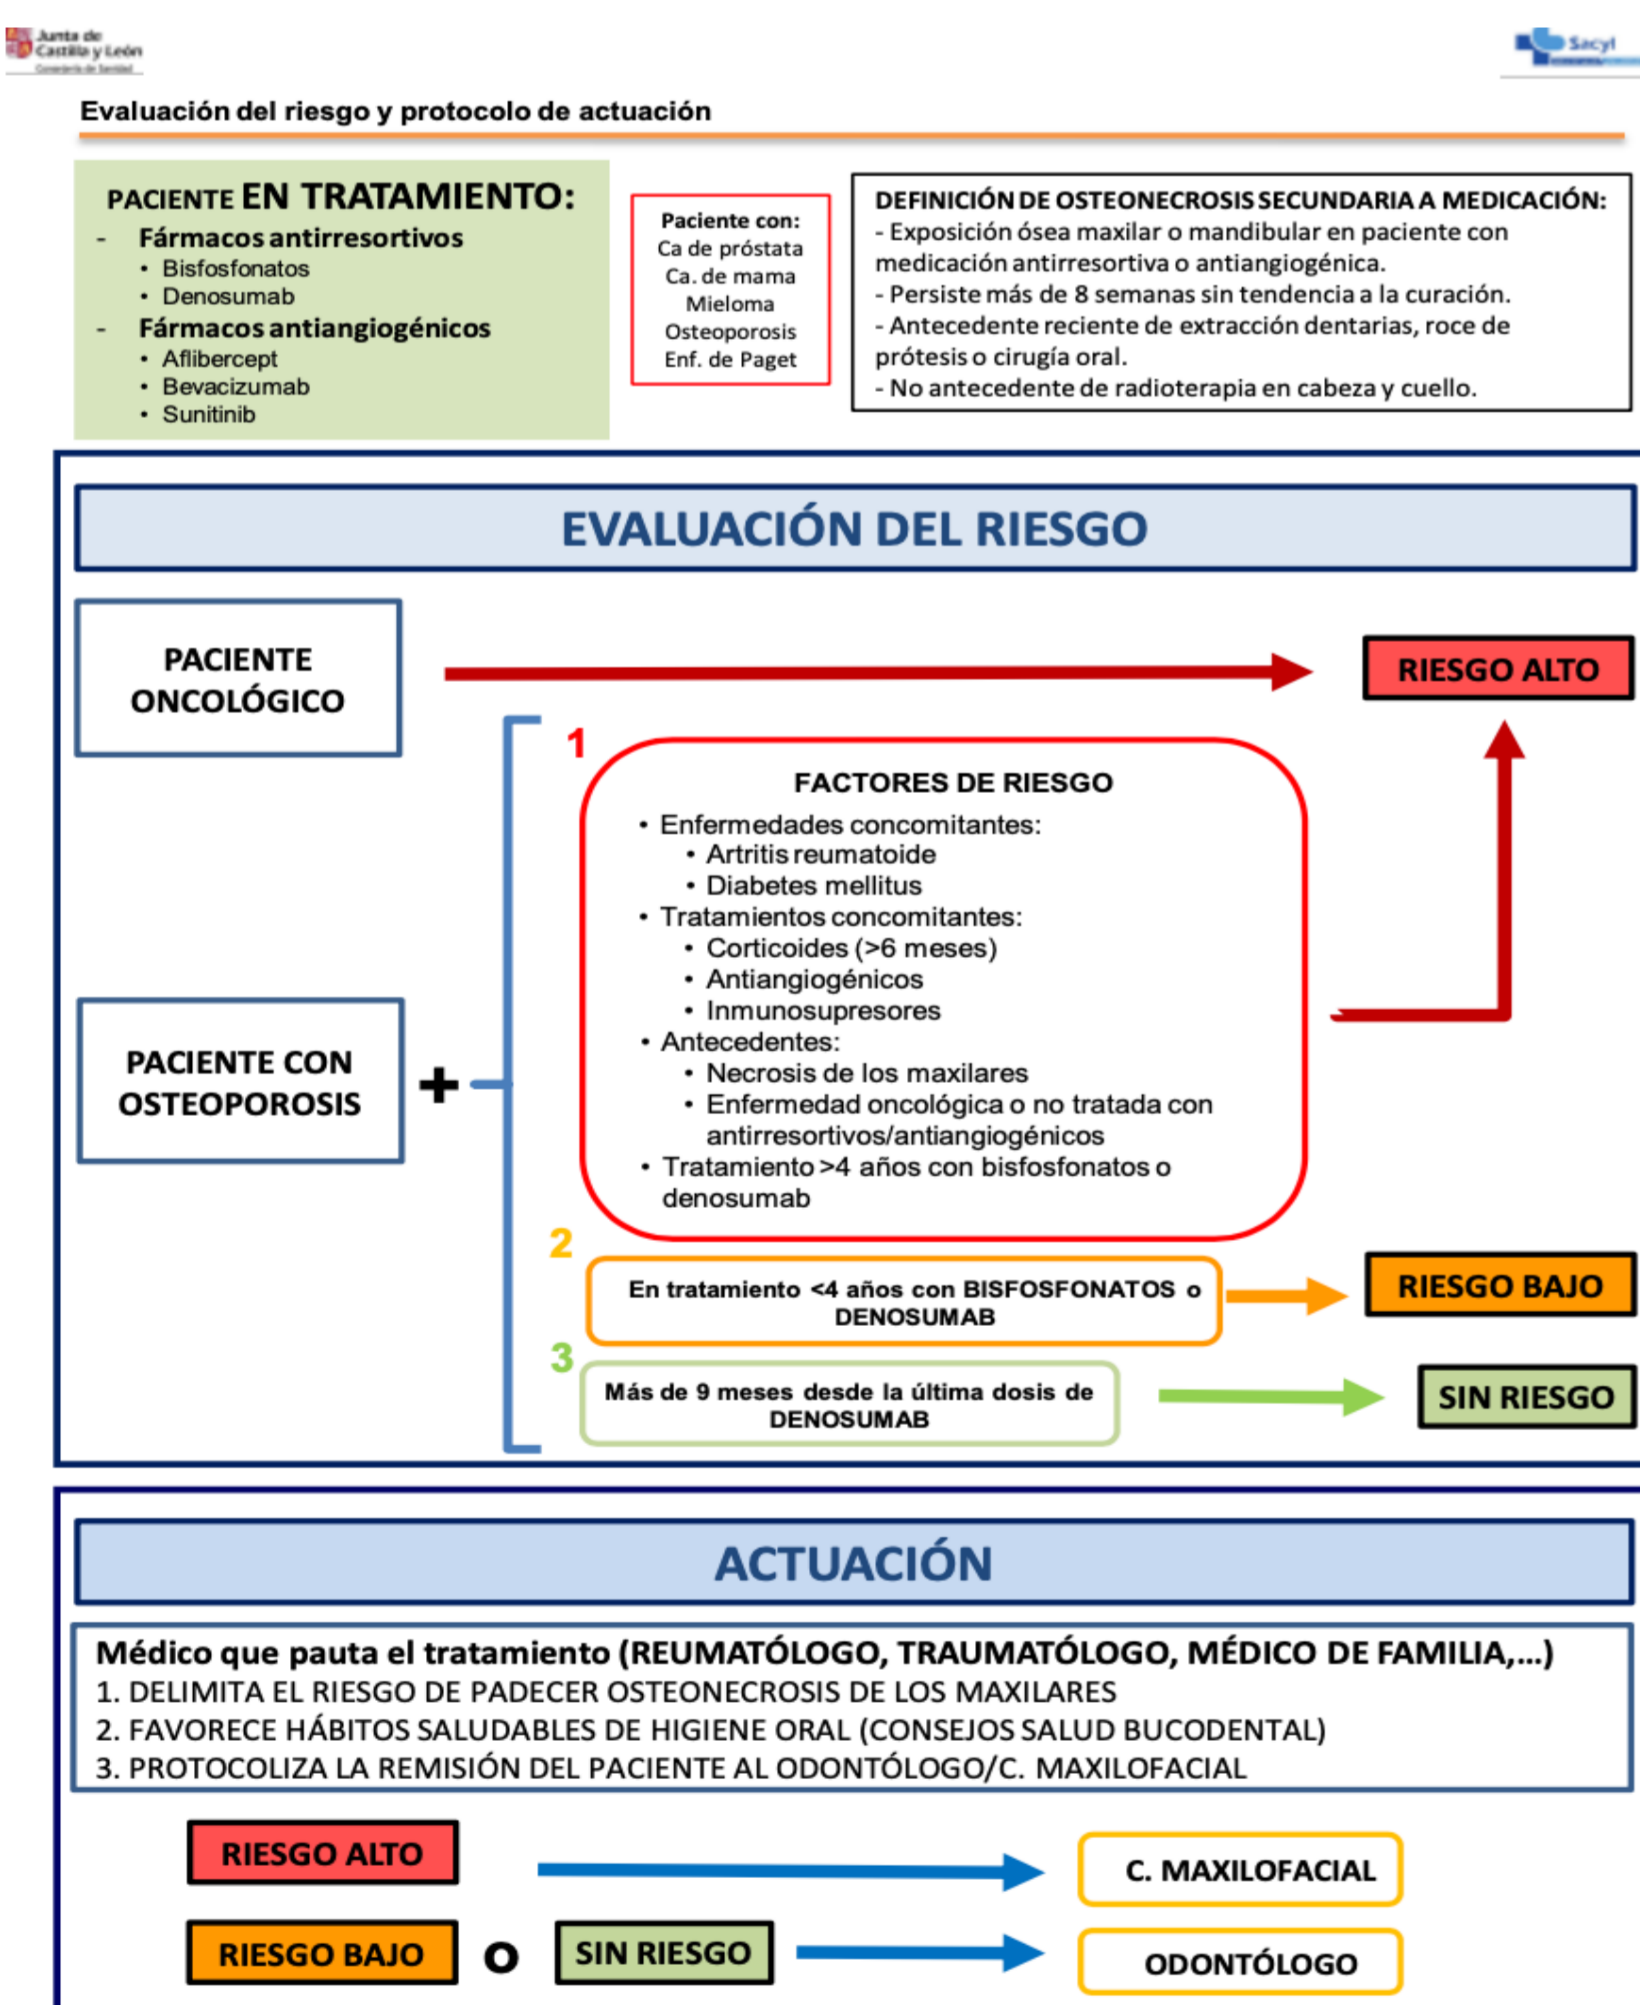 Junta de
Castilla y León
Consejería de Sanidad
Sacyl
Evaluación del riesgo y protocolo de actuación
PACIENTE EN TRATAMIENTO:
- Fármacos antirresortivos
• Bisfosfonatos
• Denosumab
- Fármacos antiangiogénicos
• Aflibercept
• Bevacizumab
• Sunitinib
Paciente con:
Ca de próstata
Ca. de mama
Mieloma
Osteoporosis
Enf. de Paget
DEFINICIÓN DE OSTEONECROSIS SECUNDARIA A MEDICACIÓN:
- Exposición ósea maxilar o mandibular en paciente con
medicación antirresortiva o antiangiogénica.
- Persiste más de 8 semanas sin tendencia a la curación.
- Antecedente reciente de extracción dentarias, roce de
prótesis o cirugía oral.
- No antecedente de radioterapia en cabeza y cuello.
EVALUACIÓN DEL RIESGO
PACIENTE
ONCOLÓGICO
RIESGO ALTO
1
FACTORES DE RIESGO
• Enfermedades concomitantes:
• Artritis reumatoide
• Diabetes mellitus
• Tratamientos concomitantes:
• Corticoides (>6 meses)
• Antiangiogénicos
• Inmunosupresores
• Antecedentes:
• Necrosis de los maxilares
• Enfermedad oncológica o no tratada con
antirresortivos/antiangiogénicos
• Tratamiento >4 años con bisfosfonatos o
denosumab
PACIENTE CON
OSTEOPOROSIS
+
2
En tratamiento <4 años con BISFOSFONATOS o
DENOSUMAB
RIESGO BAJO
3
Más de 9 meses desde la última dosis de
DENOSUMAB
SIN RIESGO
ACTUACIÓN
Médico que pauta el tratamiento (REUMATÓLOGO, TRAUMATÓLOGO, MÉDICO DE FAMILIA,...)
1. DELIMITA EL RIESGO DE PADECER OSTEONECROSIS DE LOS MAXILARES
2. FAVORECE HÁBITOS SALUDABLES DE HIGIENE ORAL (CONSEJOS SALUD BUCODENTAL)
3. PROTOCOLIZA LA REMISIÓN DEL PACIENTE AL ODONTÓLOGO/C. MAXILOFACIAL
RIESGO ALTO
C. MAXILOFACIAL
RIESGO BAJO o SIN RIESGO
ODONTÓLOGO